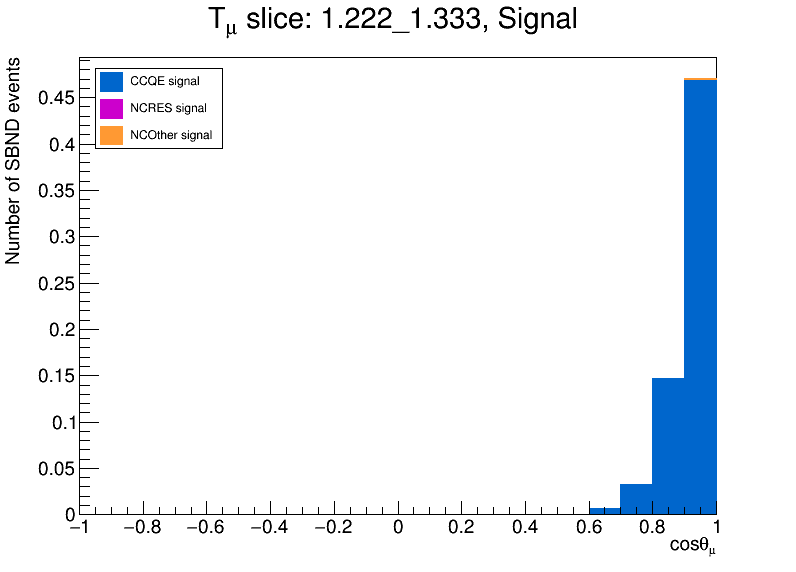 Tμ slice: 1.222_1.333, Signal
Number of SBND events
CCQE signal
NCRES signal
NCOther signal
0.45
0.4
0.35
0.3
0.25
0.2
0.15
0.1
0.05
0
−1 −0.8 −0.6 −0.4 −0.2 0 0.2 0.4 0.6 0.8 1
cosθμ